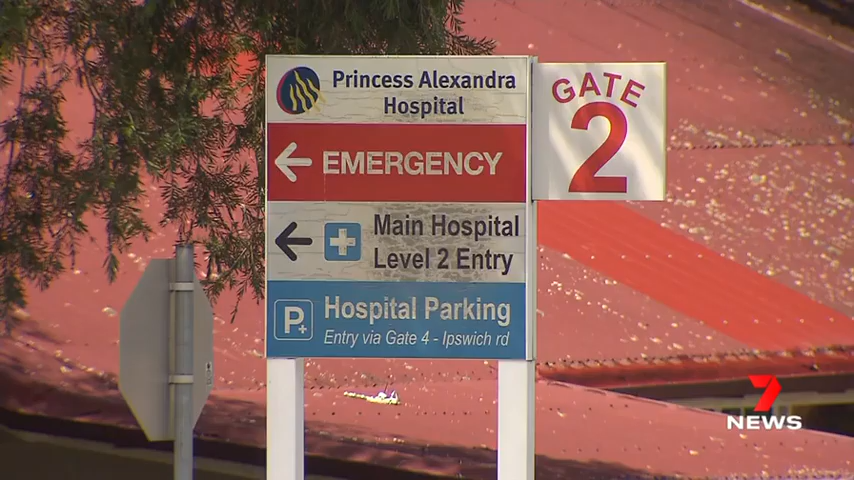 Princess Alexandra
Hospital
EMERGENCY
Main Hospital
Level 2 Entry
P+
Hospital Parking
Entry via Gate 4 - Ipswich rd
GATE
2
7
NEWS